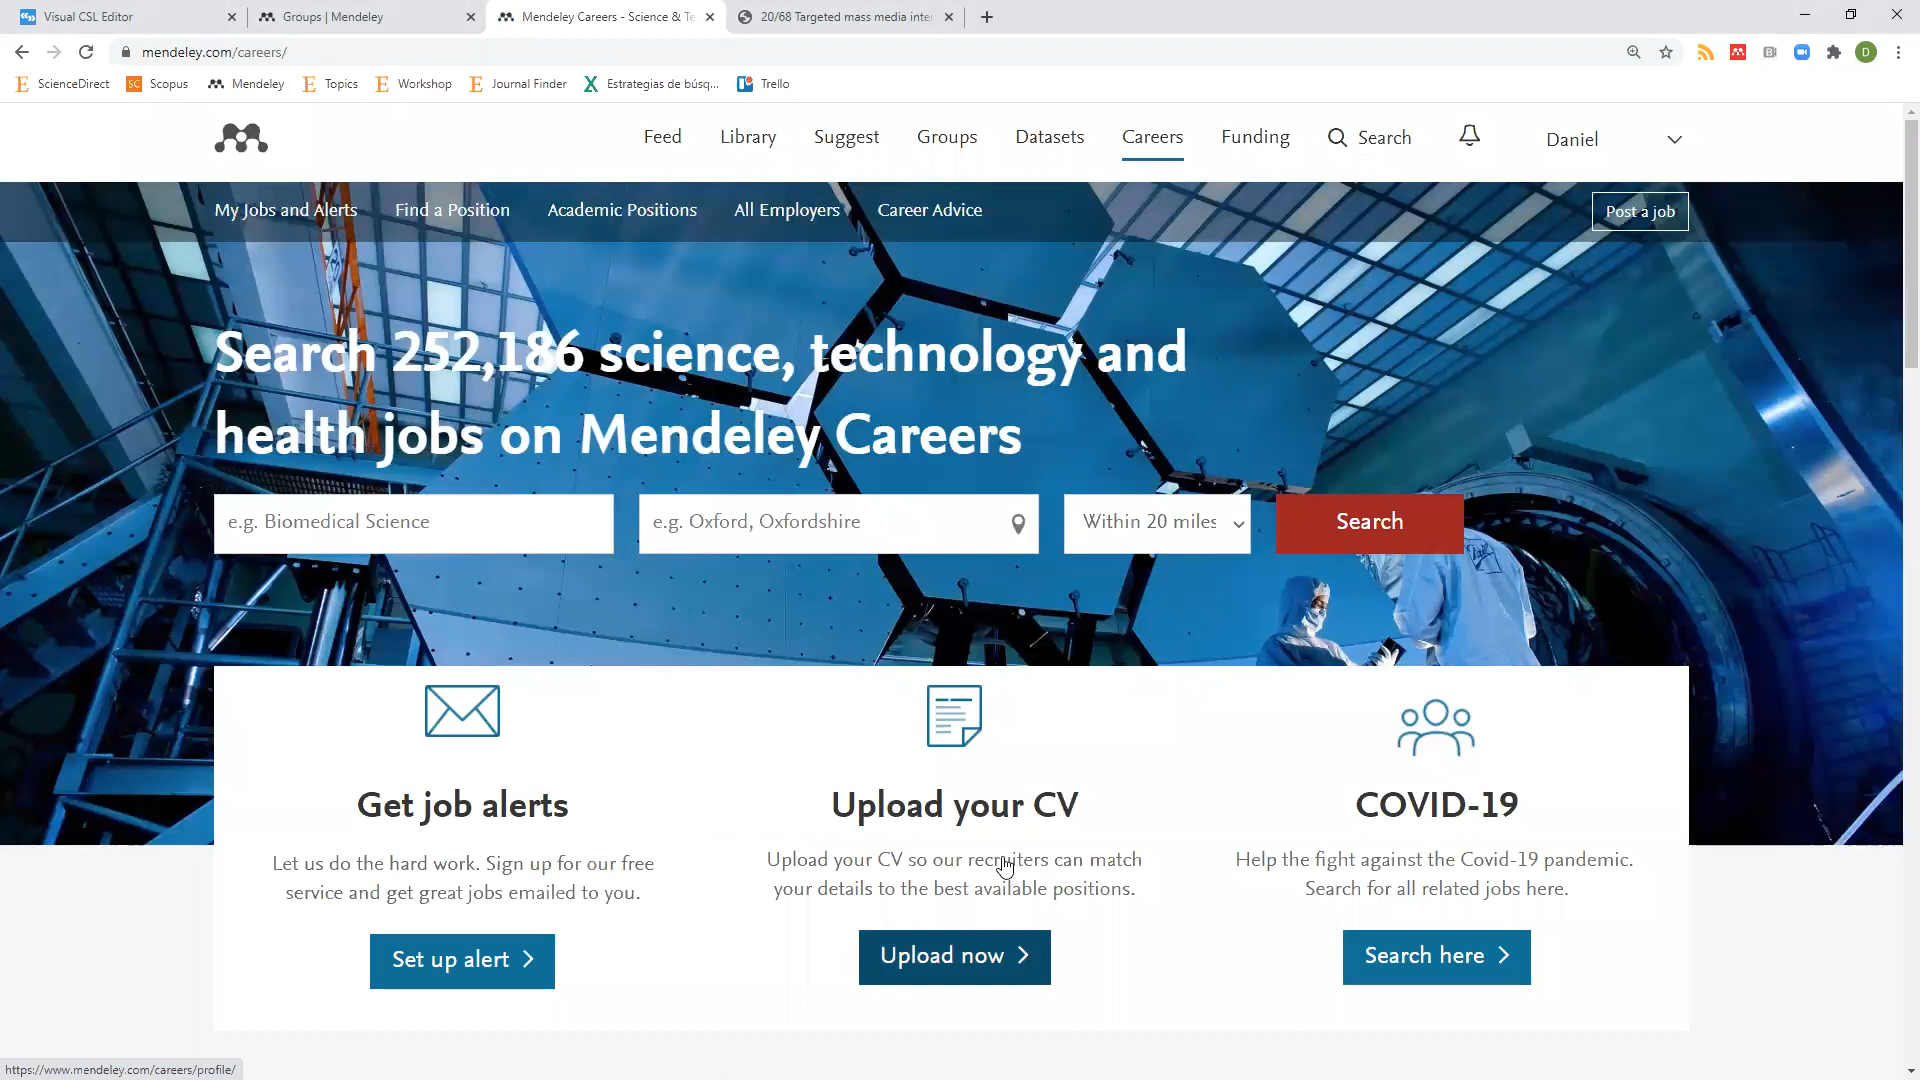 Visual CSL Editor
Groups | Mendeley
Mendeley Careers - Science & Te
20/68 Targeted mass media inte
mendeley.com/careers/
D
E ScienceDirect
SC Scopus
Mendeley
E Topics
E Workshop
E Journal Finder
X Estrategias de búsq...
Trello
Feed
Library
Suggest
Groups
Datasets
Careers
Funding
Search
Daniel
My Jobs and Alerts
Find a Position
Academic Positions
All Employers
Career Advice
Post a job
Search 252,186 science, technology and
health jobs on Mendeley Careers
e.g. Biomedical Science
e.g. Oxford, Oxfordshire
Within 20 miles
Search
Get job alerts
Let us do the hard work. Sign up for our free
service and get great jobs emailed to you.
Set up alert
Upload your CV
Upload your CV so our recruiters can match
your details to the best available positions.
Upload now
COVID-19
Help the fight against the Covid-19 pandemic.
Search for all related jobs here.
Search here
https://www.mendeley.com/careers/profile/